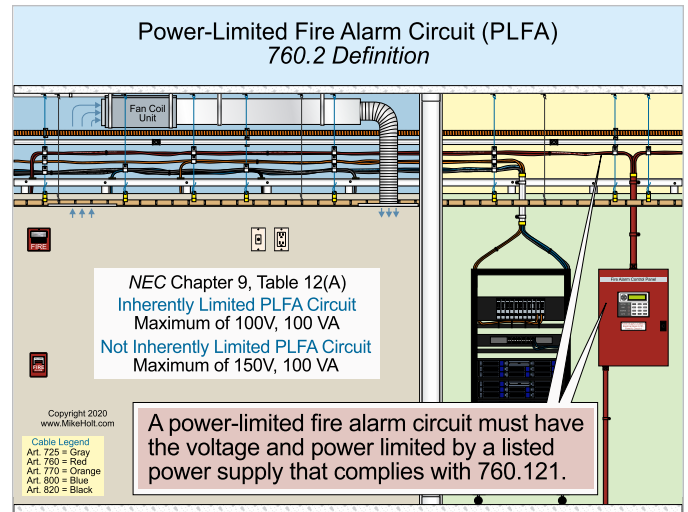 Power-Limited Fire Alarm Circuit (PLFA)
760.2 Definition
Fan Coil
Unit
FIRE
NEC Chapter 9, Table 12(A)
Inherently Limited PLFA Circuit
Maximum of 100V, 100 VA
Not Inherently Limited PLFA Circuit
Maximum of 150V, 100 VA
Fire Alarm Control Panel
FIRE
Copyright 2020
www.MikeHolt.com
Cable Legend
Art. 725 = Gray
Art. 760 = Red
Art. 770 = Orange
Art. 800 = Blue
Art. 820 = Black
A power-limited fire alarm circuit must have
the voltage and power limited by a listed
power supply that complies with 760.121.